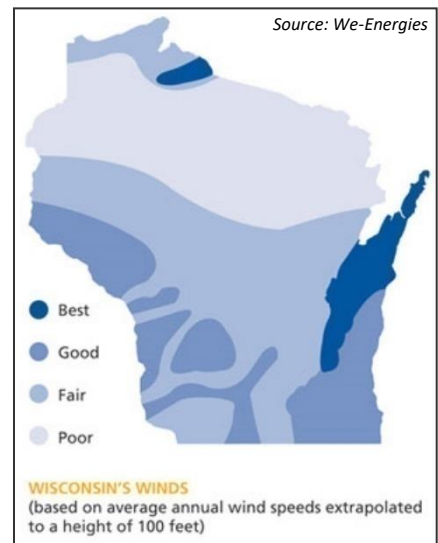 Source: We-Energies
Best
Good
Fair
Poor
WISCONSIN'S WINDS
(based on average annual wind speeds extrapolated
to a height of 100 feet)